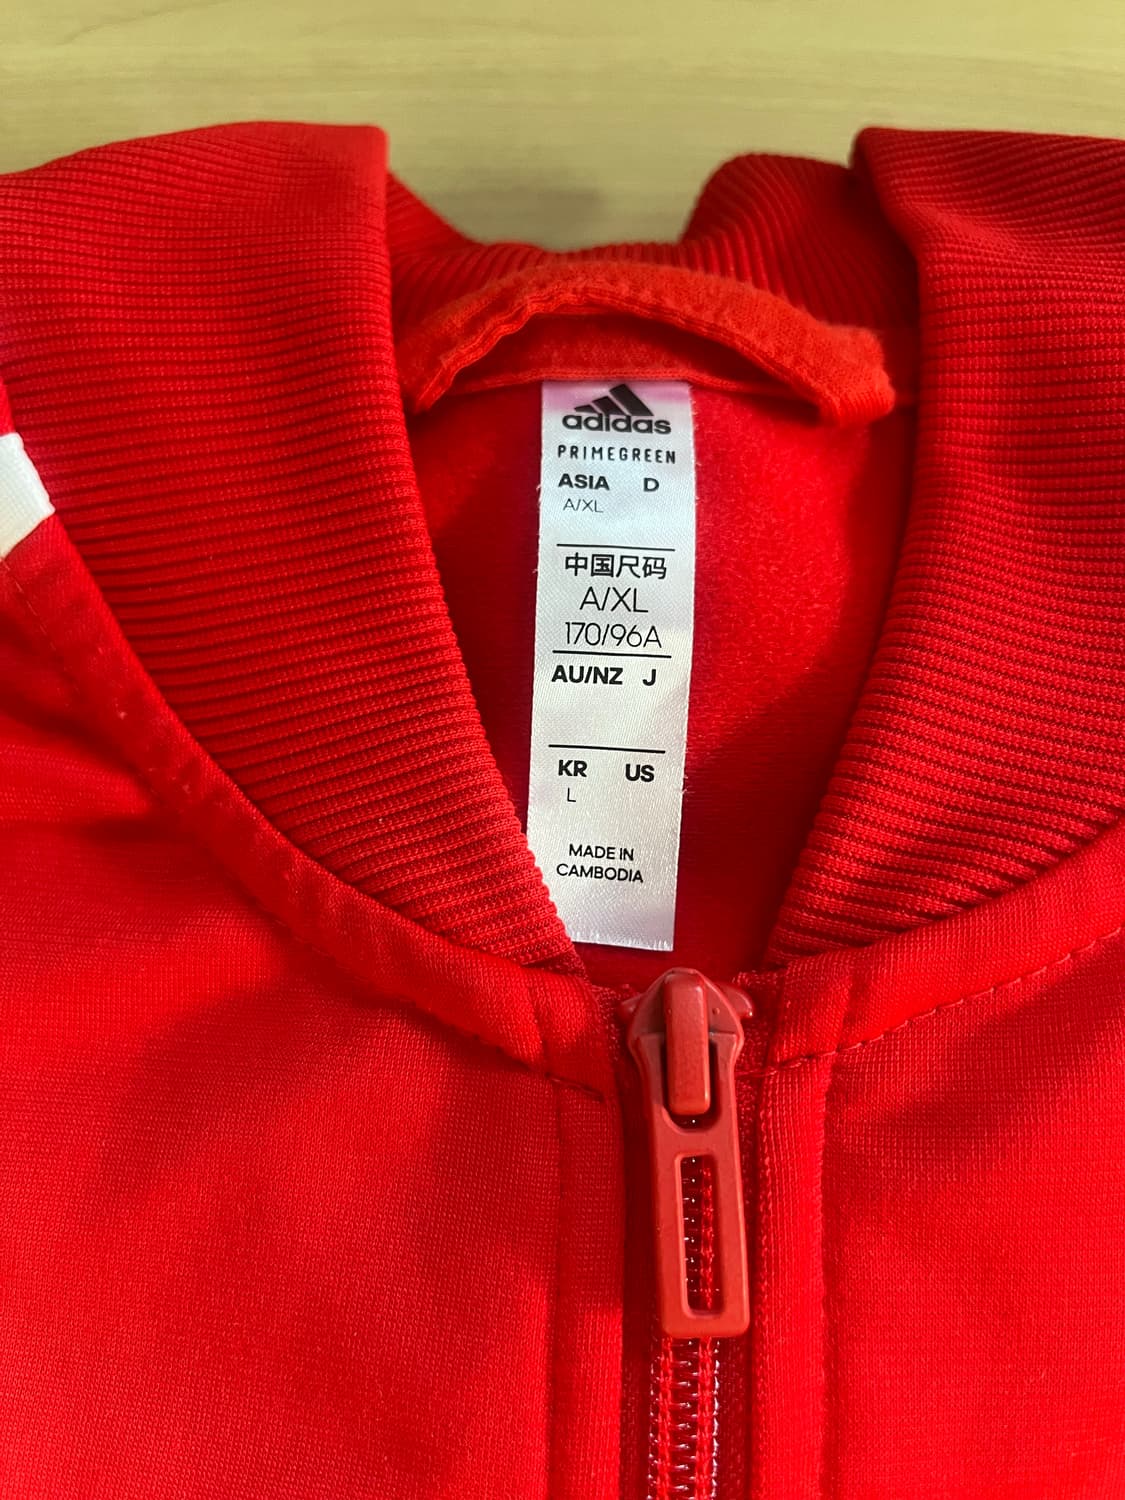 adidas
PRIMEGREEN
ASIA D
A/XL
中国尺码
A/XL
170/96A
AU/NZ J
KR US
L
MADE IN
CAMBODIA